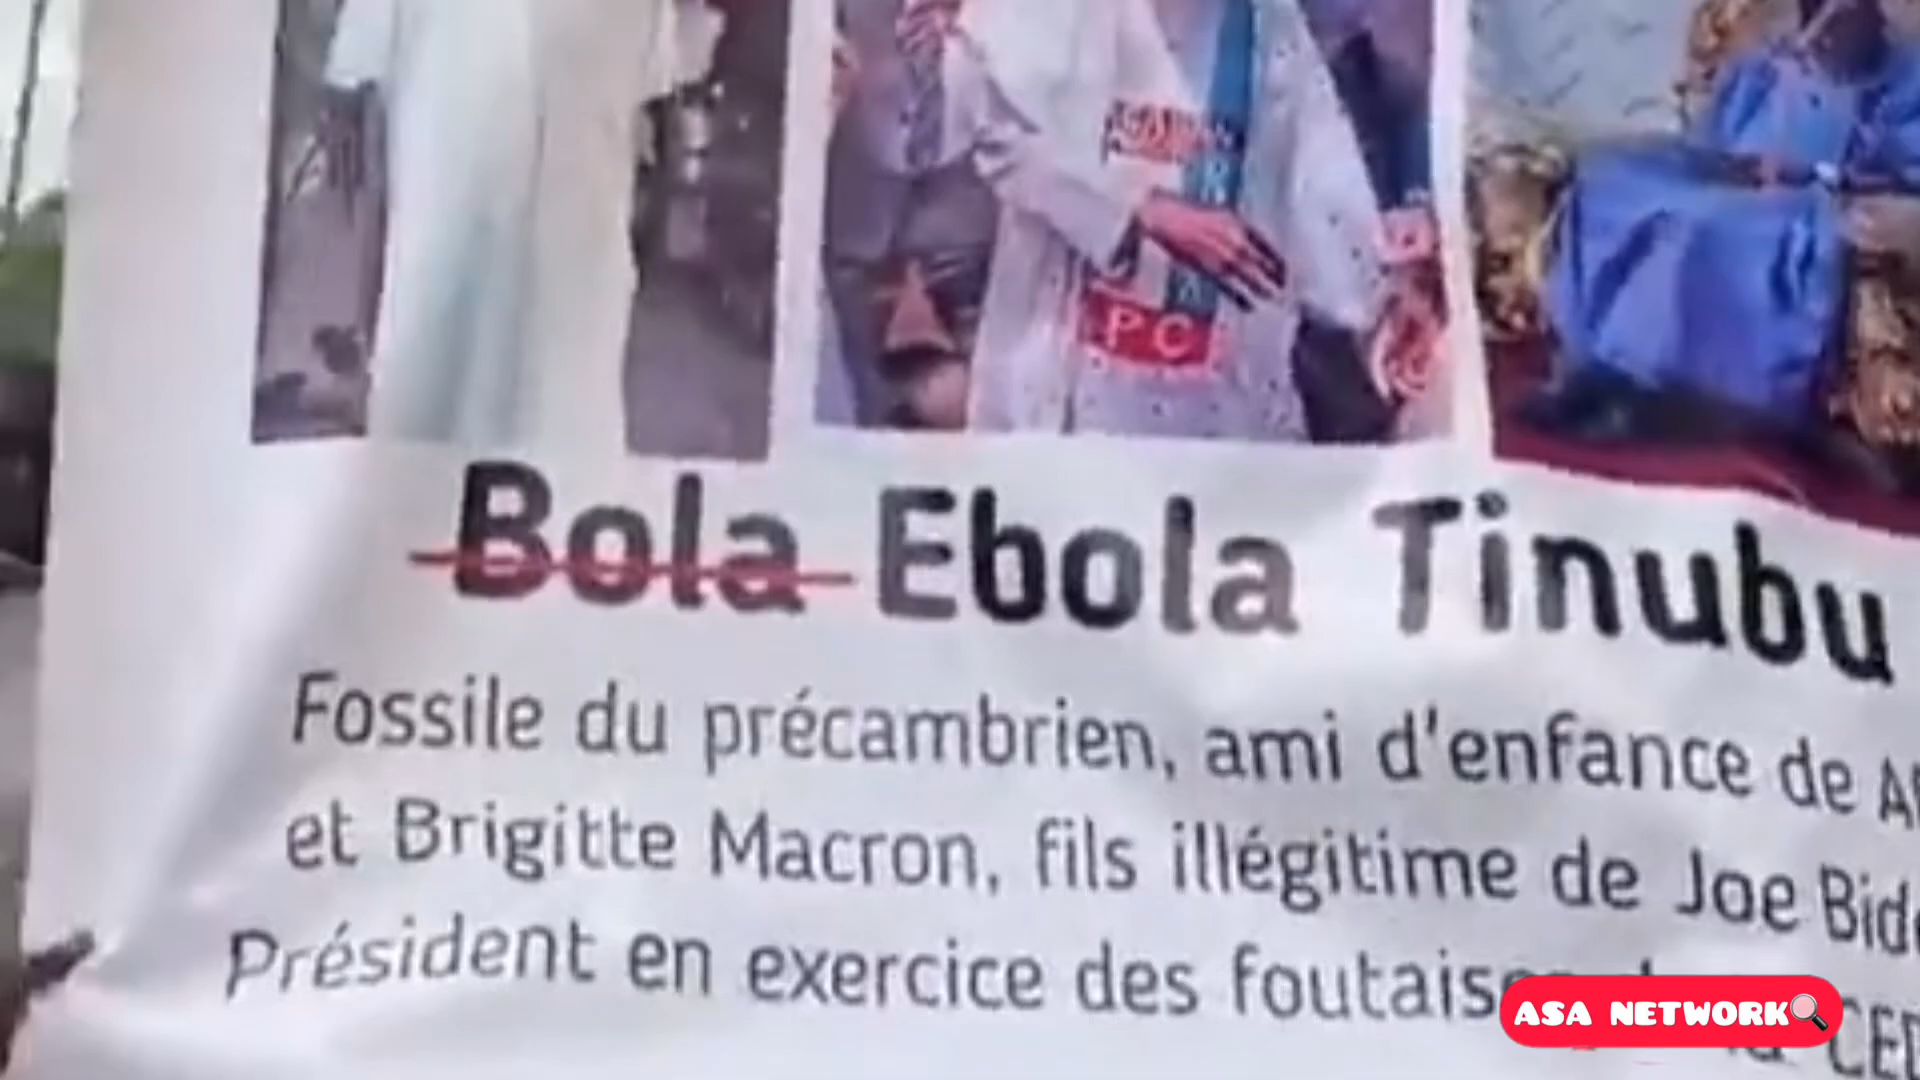 PC
Bola Ebola Tinubu
Fossile du précambrien, ami d'enfance de
et Brigitte Macron, fils illégitime de Joe
Président en exercice des
ASA NETWORK